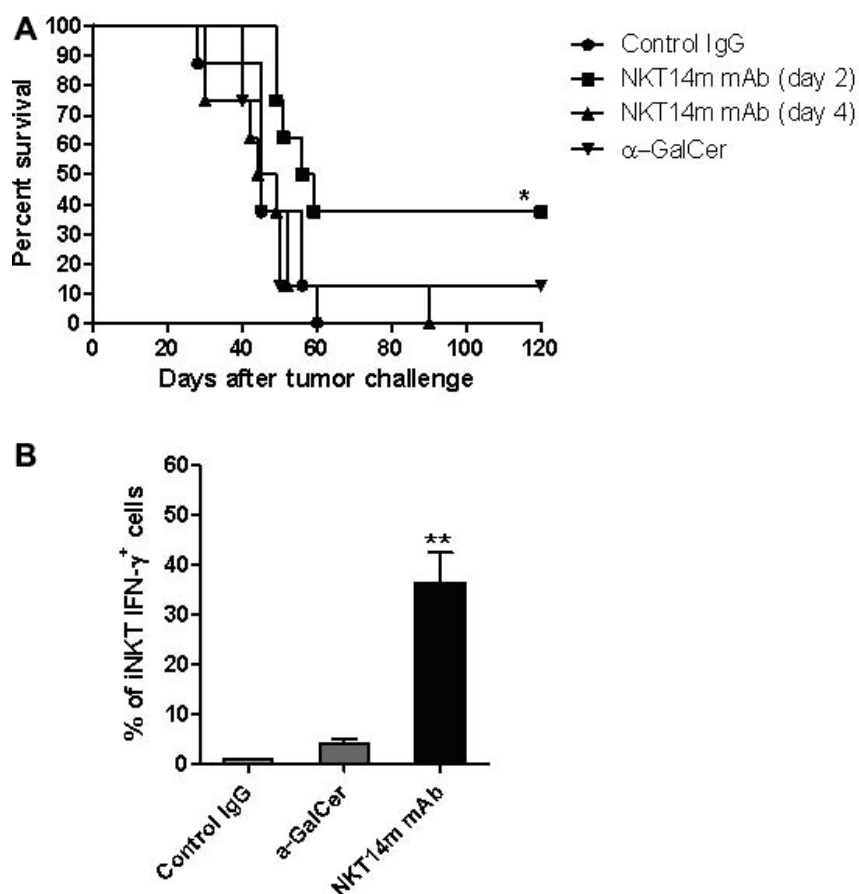 A
Percent survival
100
90
80
70
60
50
40
30
20
10
0
0 20 40 60 80 100 120
Days after tumor challenge
*
Control IgG
NKT14m mAb (day 2)
NKT14m mAb (day 4)
α–GalCer
B
% of iNKT IFN-γ⁺ cells
60
50
40
30
20
10
0
**
Control IgG
a-GalCer
NKT14m mAb